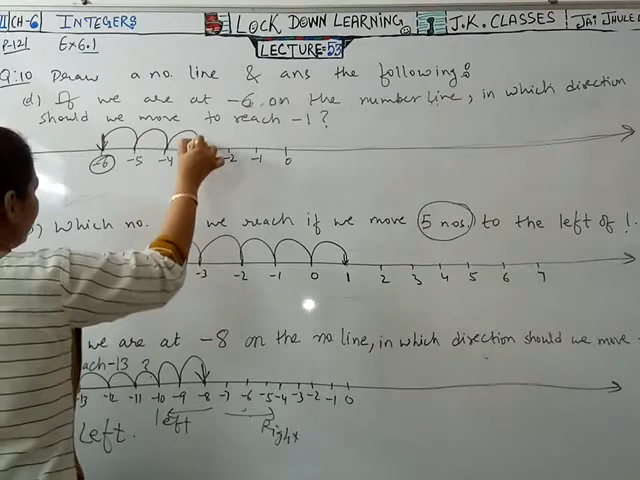 CH-6 INTEGERS LOCK DOWN LEARNING J.K. CLASSES JAI JHULE
P-121 EX 6.1 LECTURE=53
Q:10 Draw a no. line & ans the following:
d) If we are at -6 on the number line, in which direction
should we move to reach -1?
-6 -5 -4 -2 -1 0
) Which no. we reach if we move 5 nos. to the left of 1.
-3 -2 -1 0 1 2 3 4 5 6 7
we are at -8 on the no line, in which direction should we move
ach -13 ?
-13 -12 -11 -10 -9 -8 -7 -6 -5 -4 -3 -2 -1 0
left Right
Left.